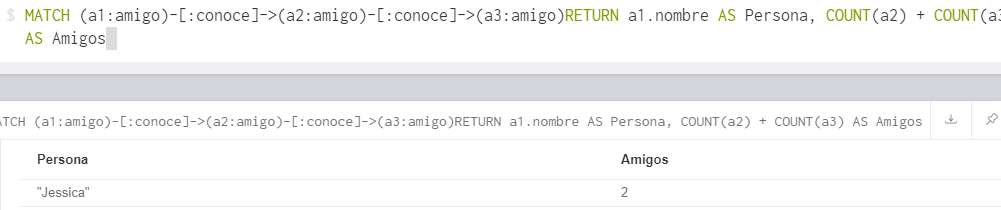 $ MATCH (a1:amigo)-[:conoce]->(a2:amigo)-[:conoce]->(a3:amigo)RETURN a1.nombre AS Persona, COUNT(a2) + COUNT(a3
AS Amigos
ATCH (a1:amigo)-[:conoce]->(a2:amigo)-[:conoce]->(a3:amigo)RETURN a1.nombre AS Persona, COUNT(a2) + COUNT(a3) AS Amigos
Persona Amigos
"Jessica" 2